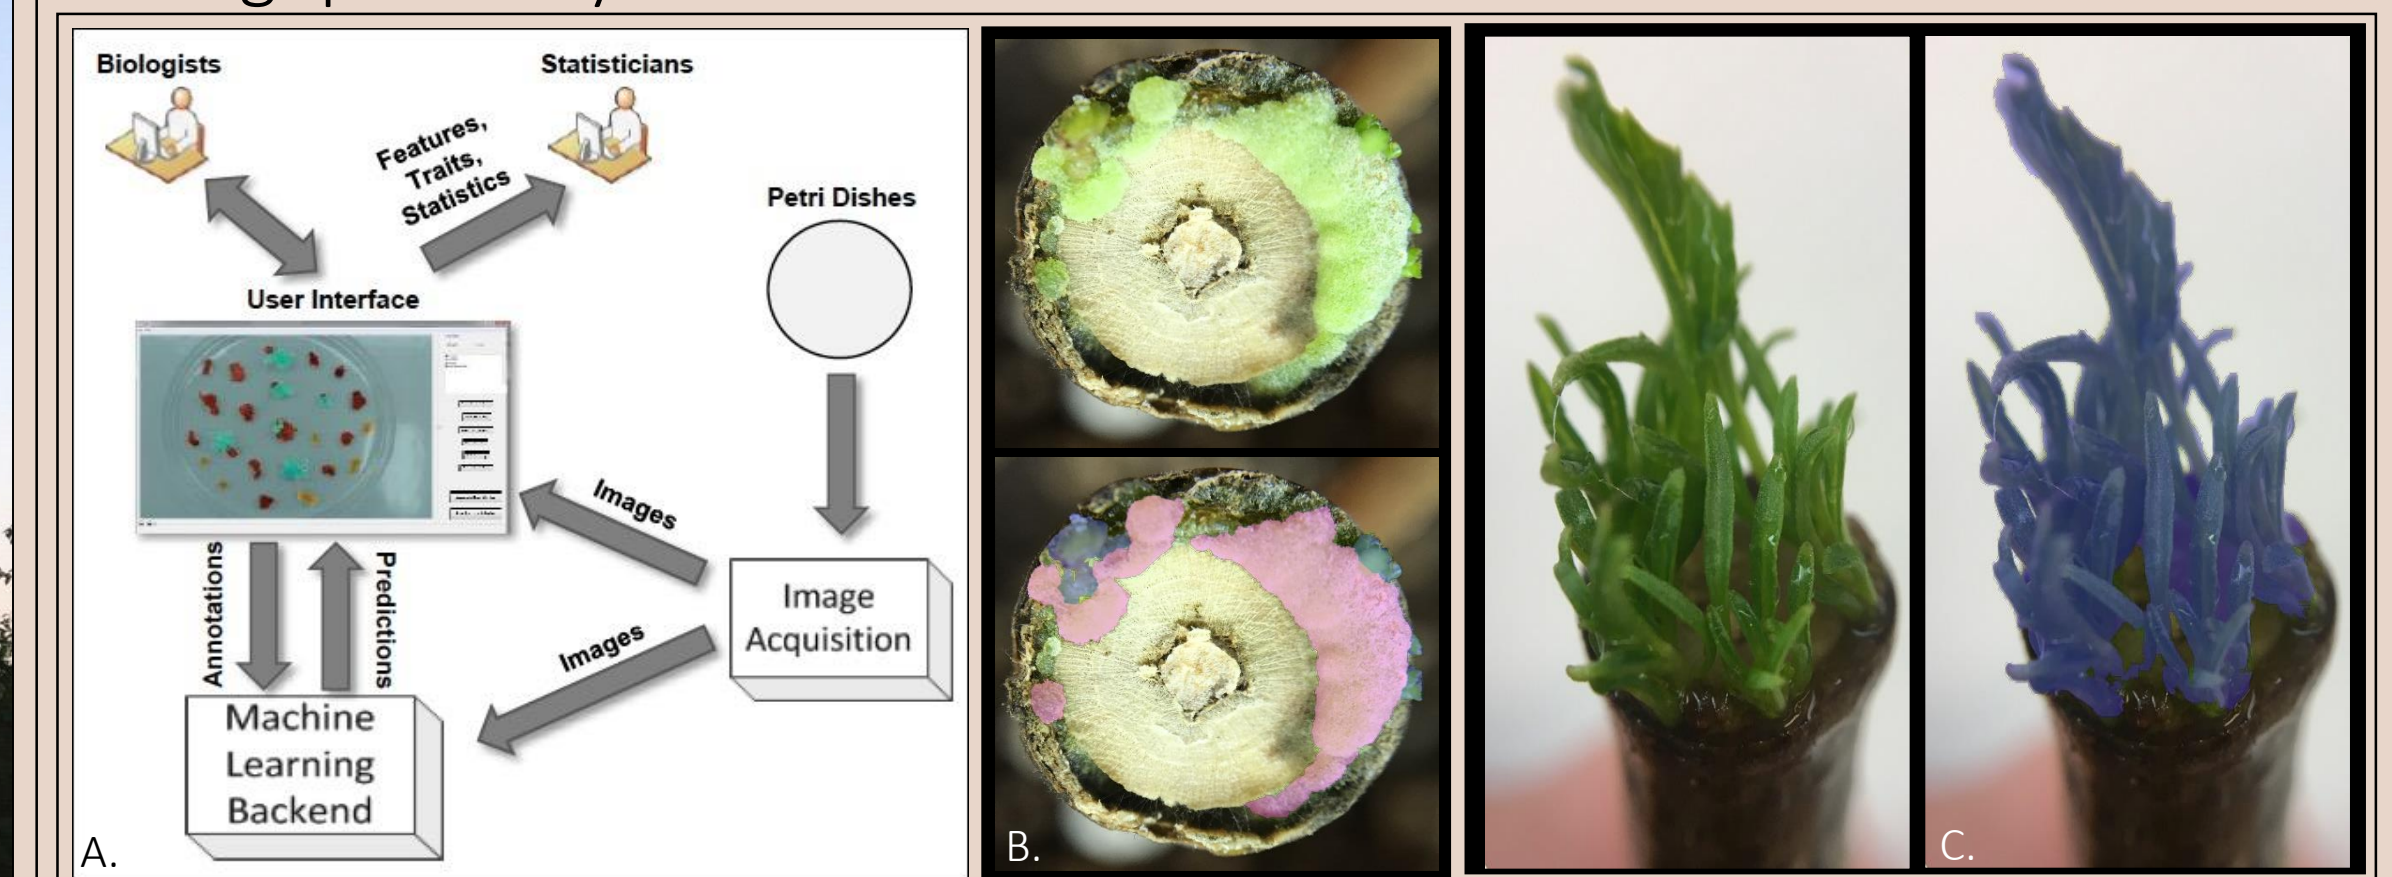 Biologists
Statisticians
Features,
Traits,
Statistics
Petri Dishes
User Interface
Images
Annotations
Predictions
Image
Acquisition
Images
Machine
Learning
Backend
A.
B.
C.